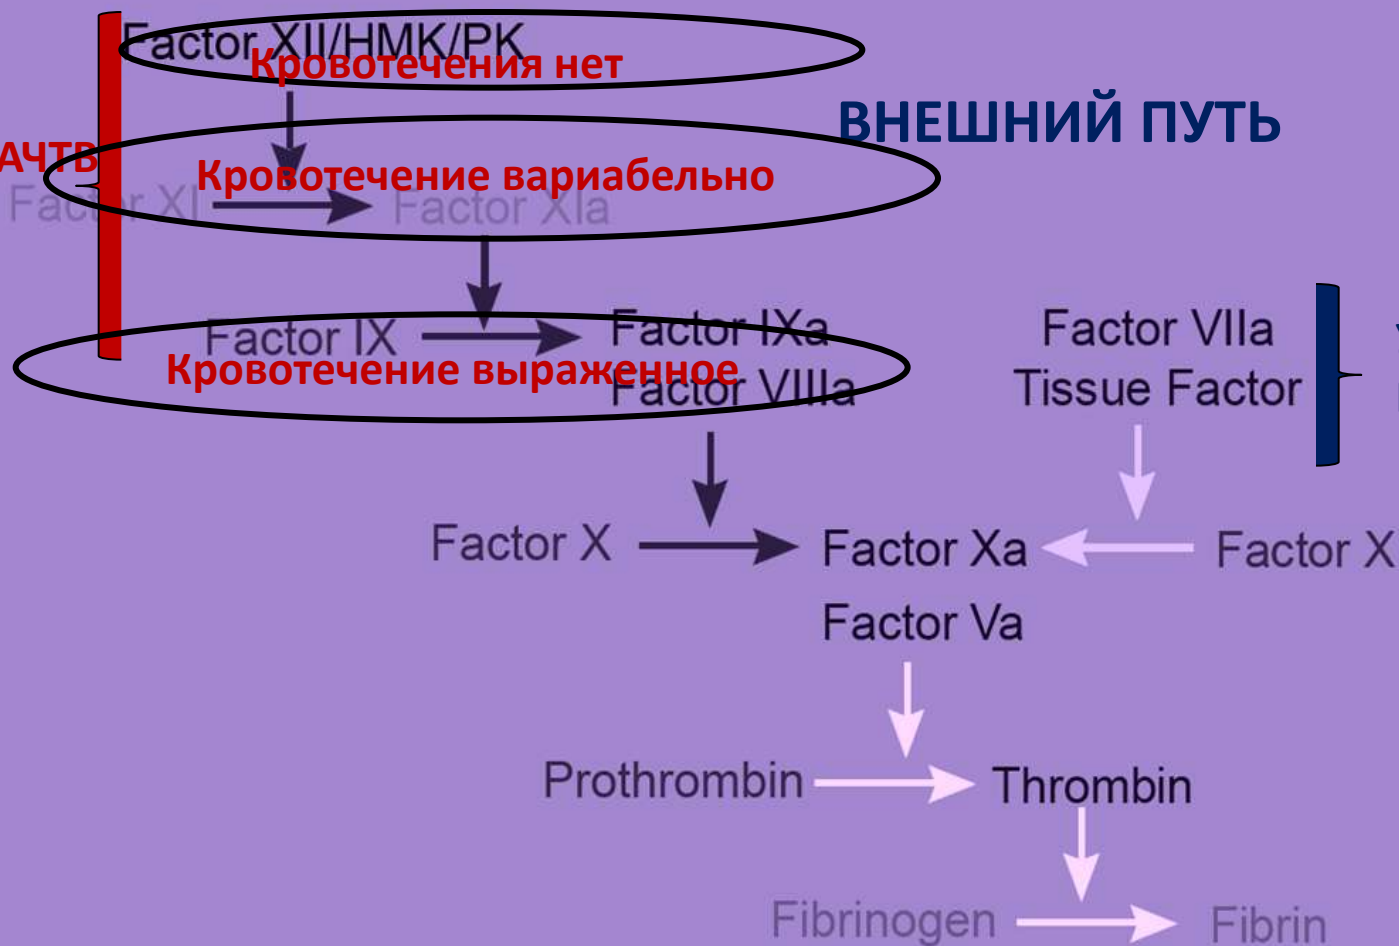 Factor XII/HMK/PK
Кровотечения нет
ВНЕШНИЙ ПУТЬ
АЧТВ
Кровотечение вариабельно
Factor XI
Factor XIa
Factor IX
Factor IXa
Factor VIIa
Кровотечение выраженное
Factor VIIIa
Tissue Factor
Factor X
Factor Xa
Factor X
Factor Va
Prothrombin
Thrombin
Fibrinogen
Fibrin